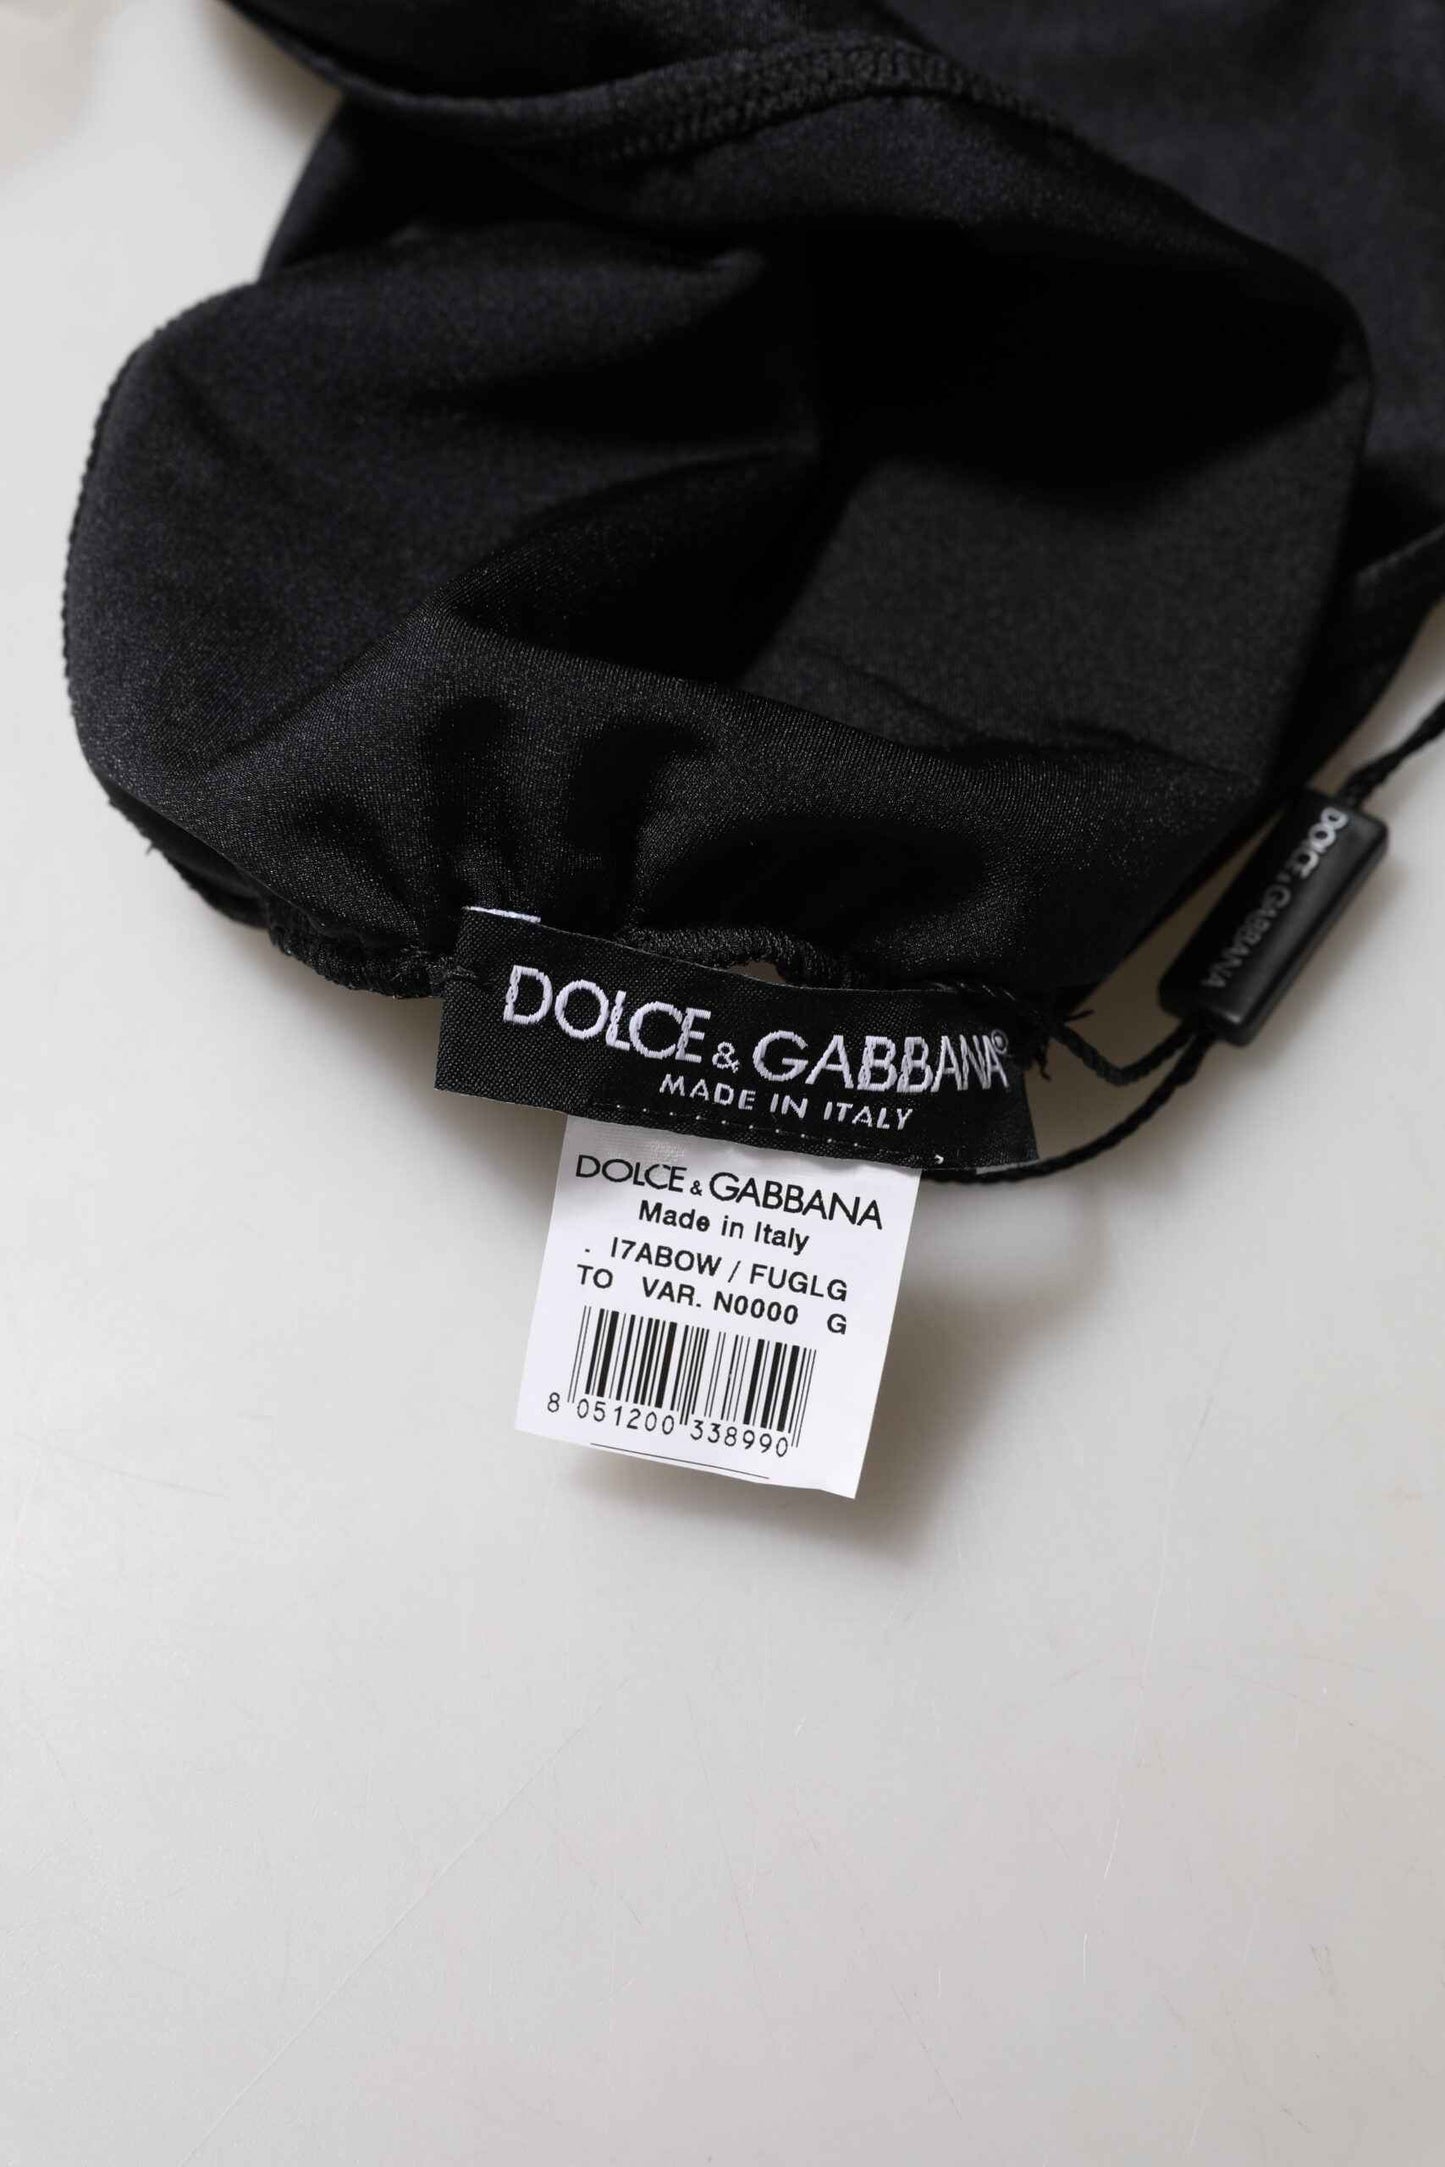 DOLCE & GABBANA
DOLCE & GABBANA®
MADE IN ITALY
DOLCE & GABBANA
Made in Italy
. I7ABOW / FUGLG
TO VAR. N0000 G
8 051200 338990